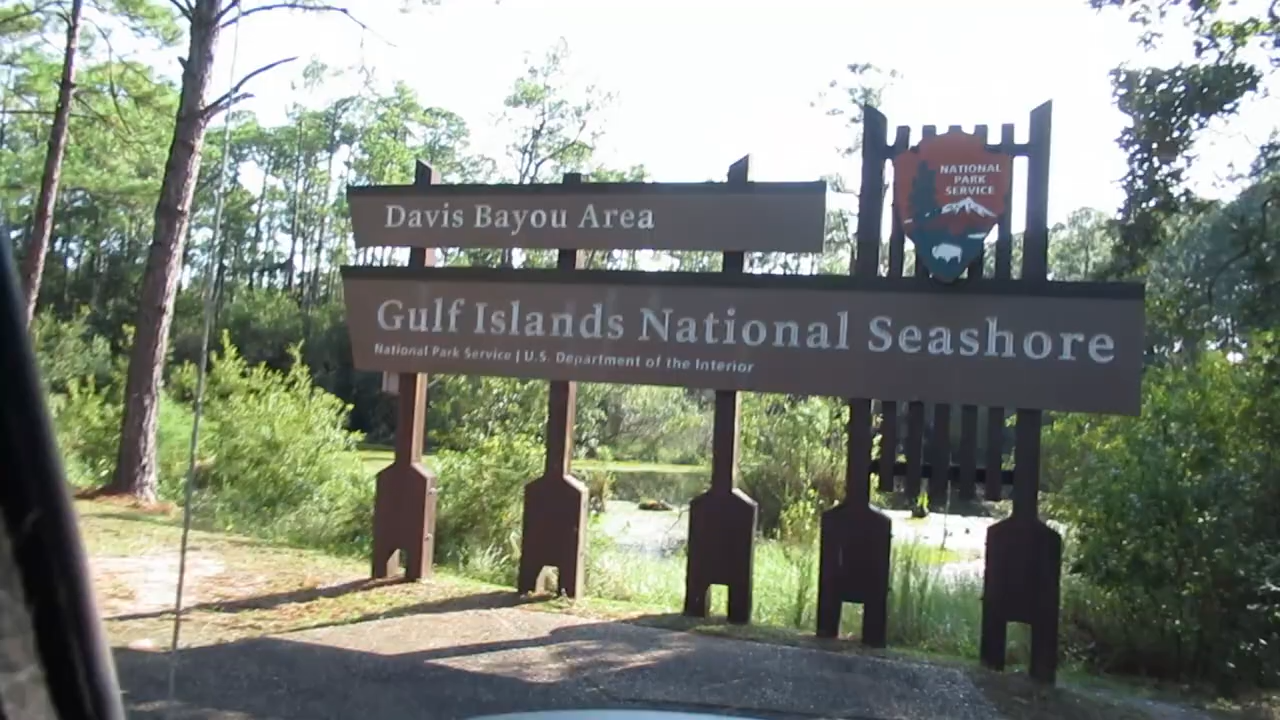 NATIONAL
PARK
SERVICE
Davis Bayou Area
Gulf Islands National Seashore
National Park Service | U.S. Department of the Interior